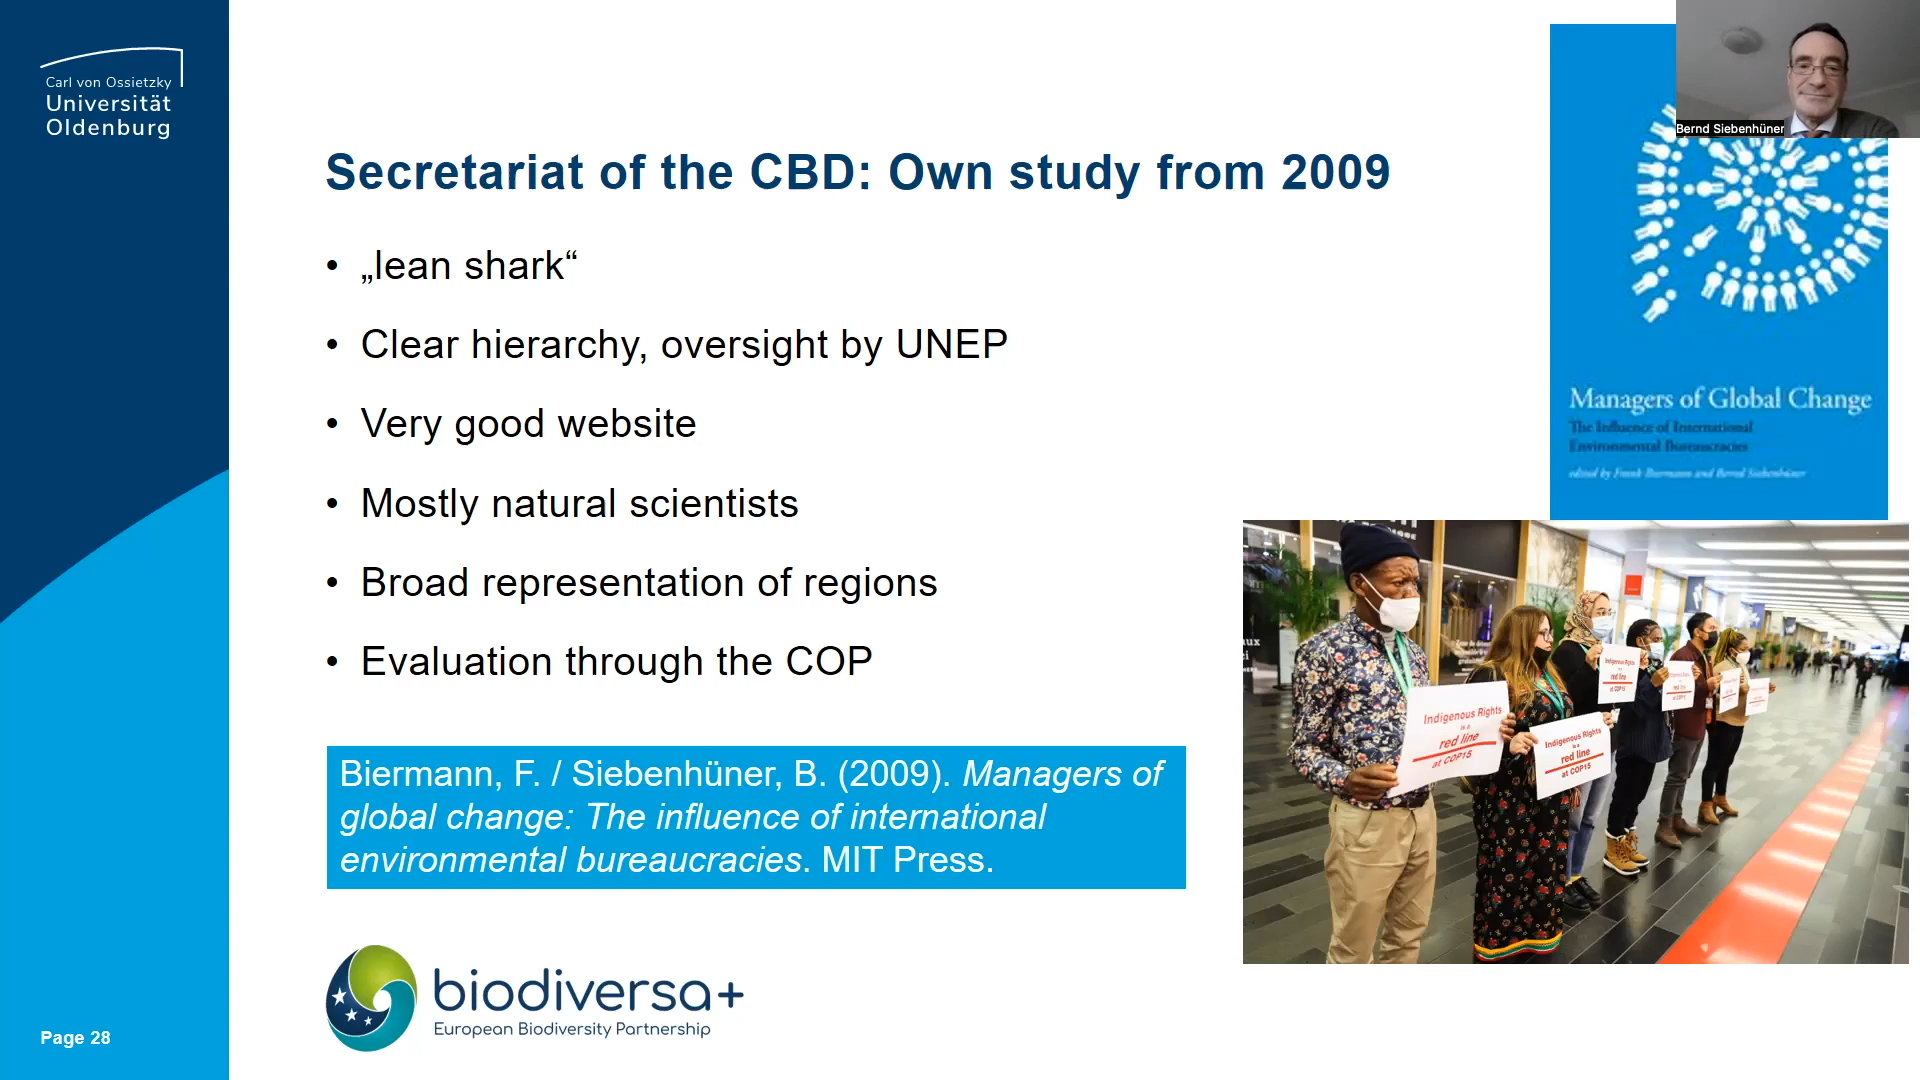 Carl von Ossietzky
Universität
Oldenburg
Bernd Siebenhüner
Secretariat of the CBD: Own study from 2009
• „lean shark“
• Clear hierarchy, oversight by UNEP
• Very good website
• Mostly natural scientists
• Broad representation of regions
• Evaluation through the COP
Biermann, F. / Siebenhüner, B. (2009). Managers of
global change: The influence of international
environmental bureaucracies. MIT Press.
Managers of Global Change
The Influence of International
Environmental Bureaucracies
edited by Frank Biermann and Bernd Siebenhüner
Indigenous Rights
is a
red line
at COP15
Indigenous Rights
is a
red line
at COP15
Indigenous Rights
red line
at COP15
biodiversa+
European Biodiversity Partnership
Page 28